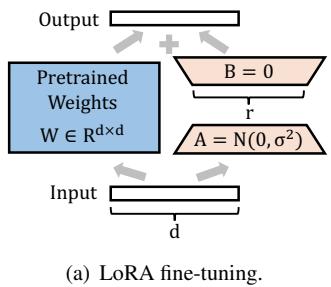 Output
Pretrained
Weights
W ∈ R^{d×d}
B = 0
r
A = N(0, σ²)
Input
d
(a) LoRA fine-tuning.